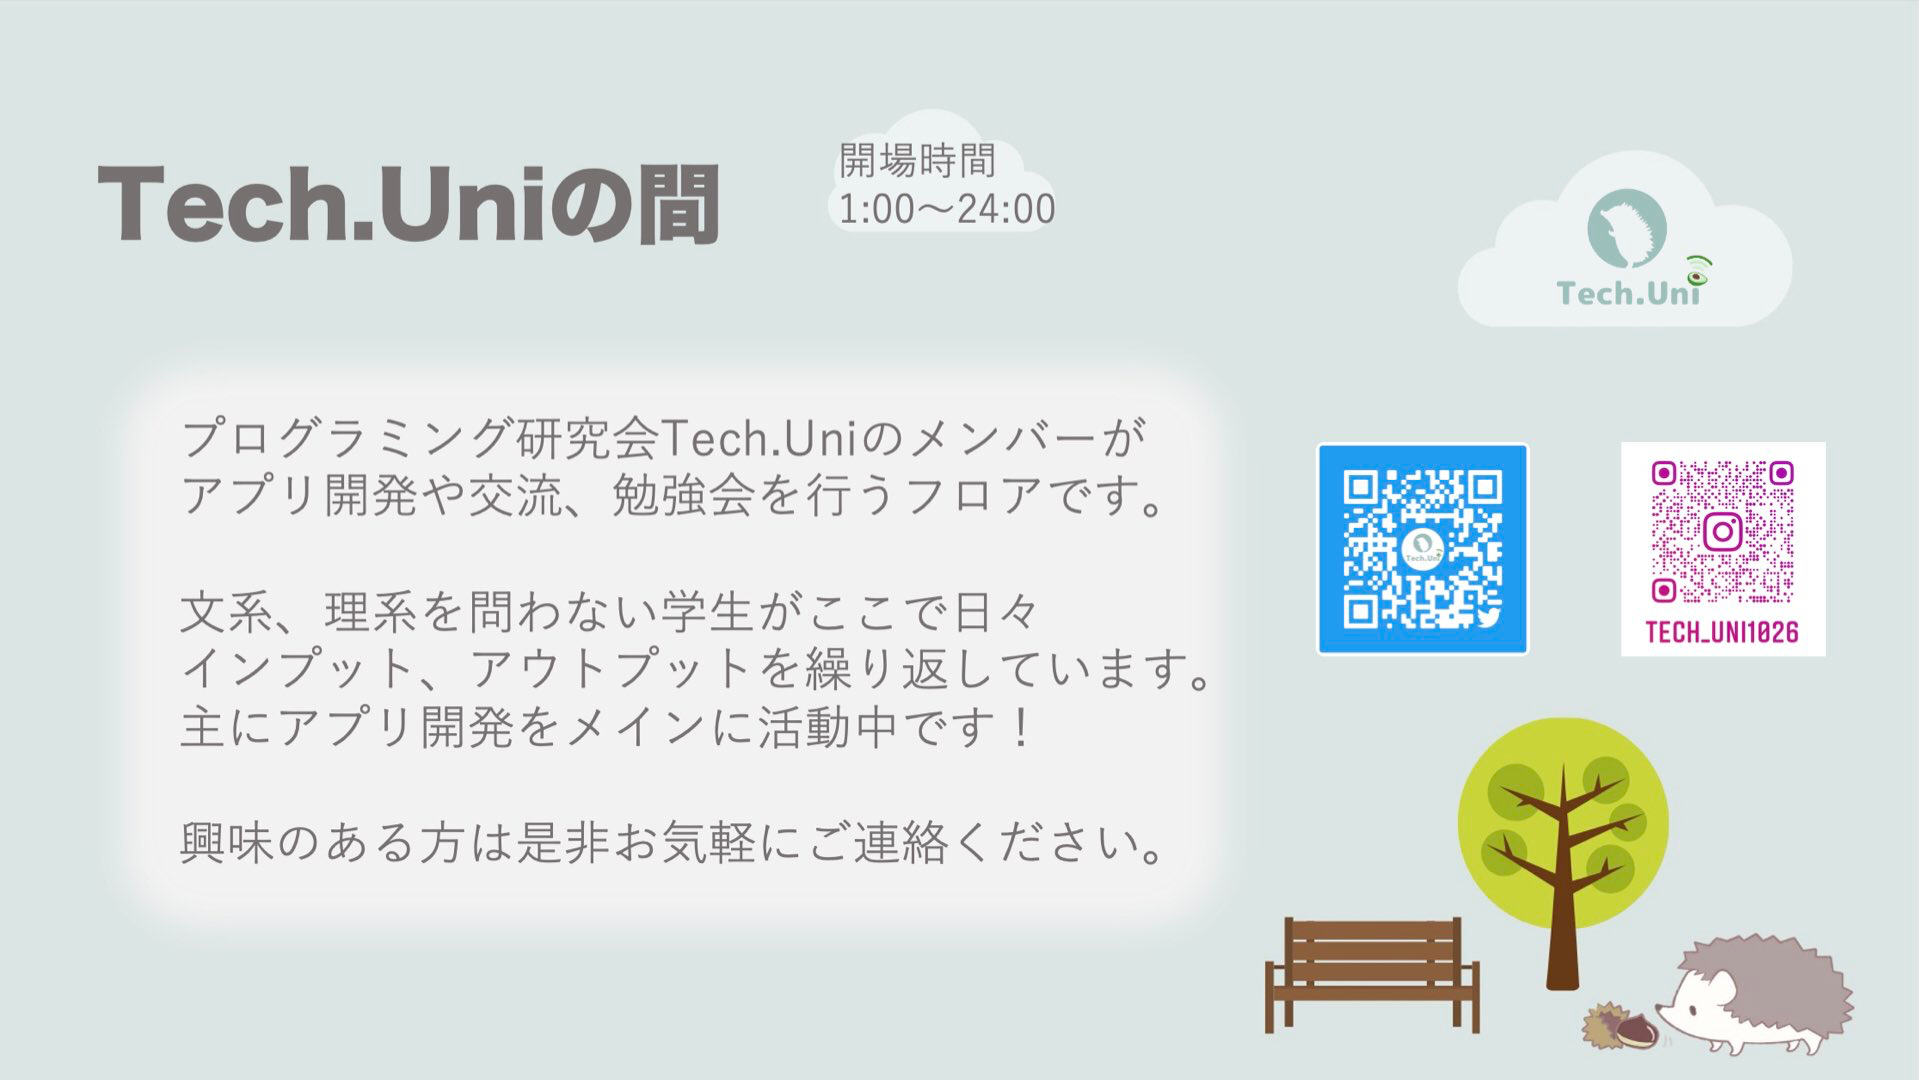 Tech.Uniの間
開場時間
1:00〜24:00
Tech.Uni
プログラミング研究会Tech.Uniのメンバーが
アプリ開発や交流、勉強会を行うフロアです。
文系、理系を問わない学生がここで日々
インプット、アウトプットを繰り返しています。
主にアプリ開発をメインに活動中です！
興味のある方は是非お気軽にご連絡ください。
Tech.Uni
TECH_UNI1026